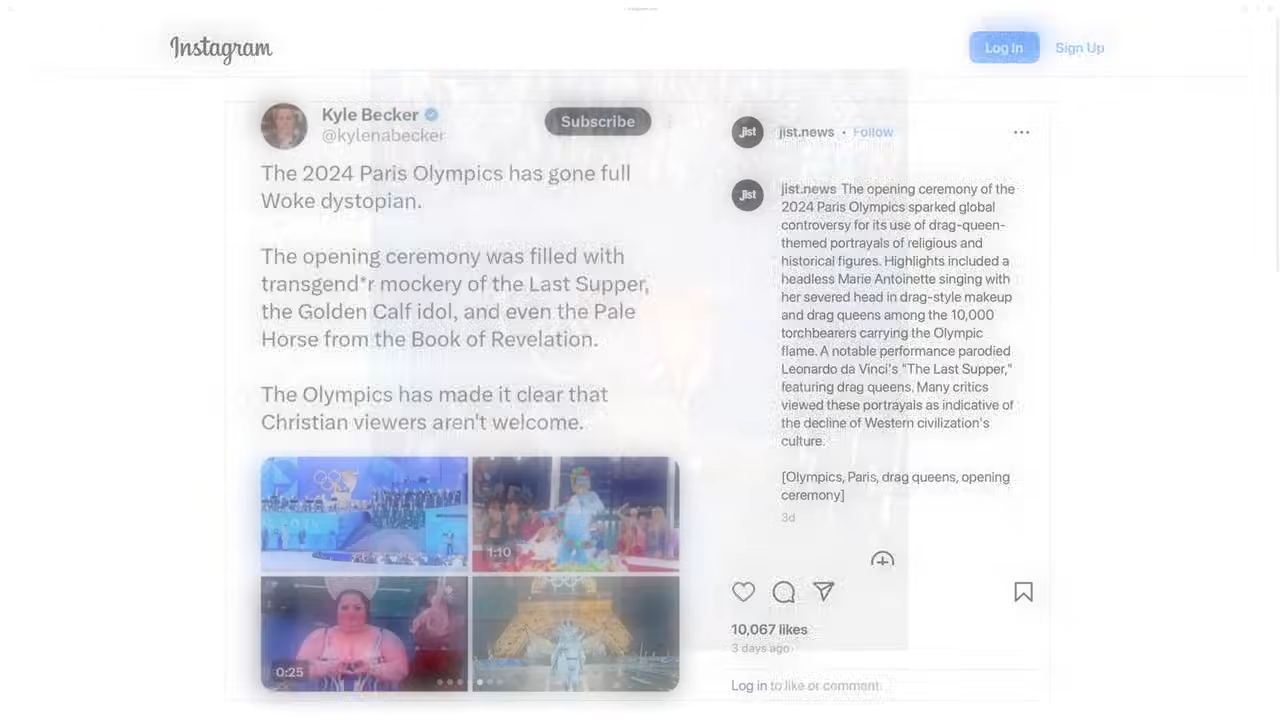 Instagram
Log In
Sign Up
Kyle Becker
@kylenabecker
Subscribe
The 2024 Paris Olympics has gone full
Woke dystopian.
The opening ceremony was filled with
transgend*r mockery of the Last Supper,
the Golden Calf idol, and even the Pale
Horse from the Book of Revelation.
The Olympics has made it clear that
Christian viewers aren't welcome.
1:10
0:25
jist
jist.news • Follow
jist
jist.news The opening ceremony of the
2024 Paris Olympics sparked global
controversy for its use of drag-queen-
themed portrayals of religious and
historical figures. Highlights included a
headless Marie Antoinette singing with
her severed head in drag-style makeup
and drag queens among the 10,000
torchbearers carrying the Olympic
flame. A notable performance parodied
Leonardo da Vinci's "The Last Supper,"
featuring drag queens. Many critics
viewed these portrayals as indicative of
the decline of Western civilization's
culture.
[Olympics, Paris, drag queens, opening
ceremony]
3d
10,067 likes
3 days ago
Log in to like or comment.